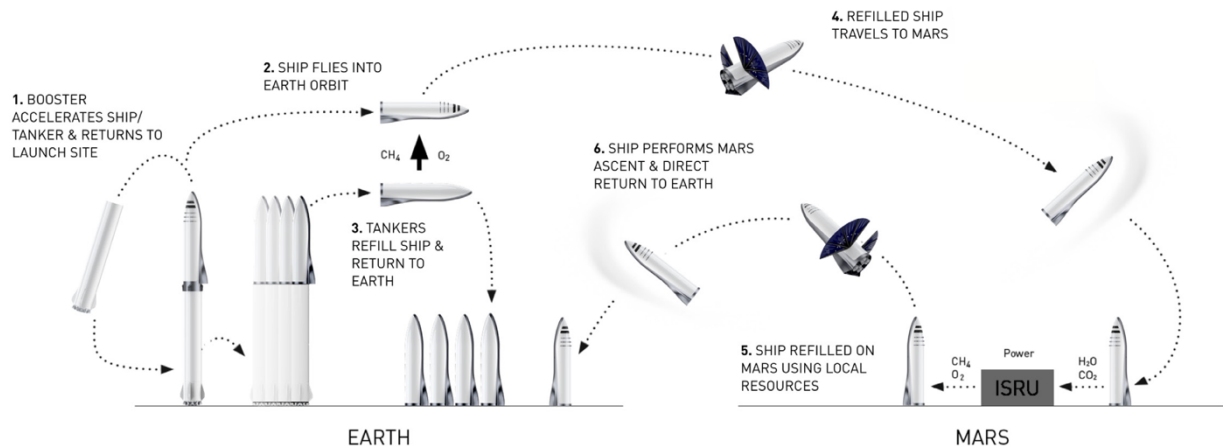 1. BOOSTER
ACCELERATES SHIP/
TANKER & RETURNS TO
LAUNCH SITE
2. SHIP FLIES INTO
EARTH ORBIT
CH₄ O₂
3. TANKERS
REFILL SHIP &
RETURN TO
EARTH
4. REFILLED SHIP
TRAVELS TO MARS
6. SHIP PERFORMS MARS
ASCENT & DIRECT
RETURN TO EARTH
5. SHIP REFILLED ON
MARS USING LOCAL
RESOURCES
CH₄
O₂
Power
ISRU
H₂O
CO₂
EARTH
MARS